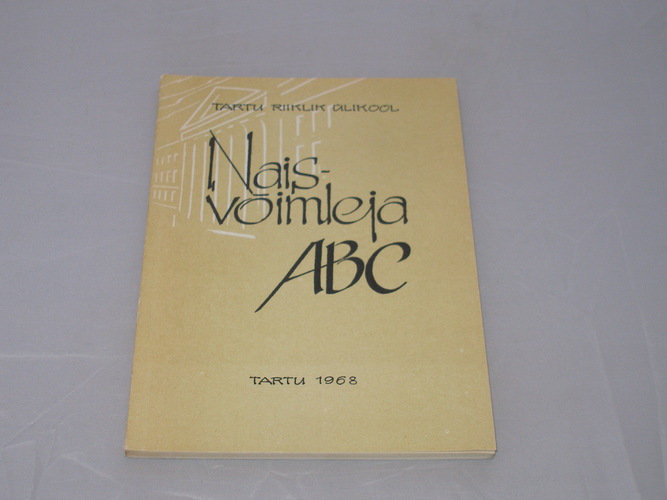 TARTU RIIKLIK ÜLIKOOL
Nais-
võimleja
ABC
TARTU 1968